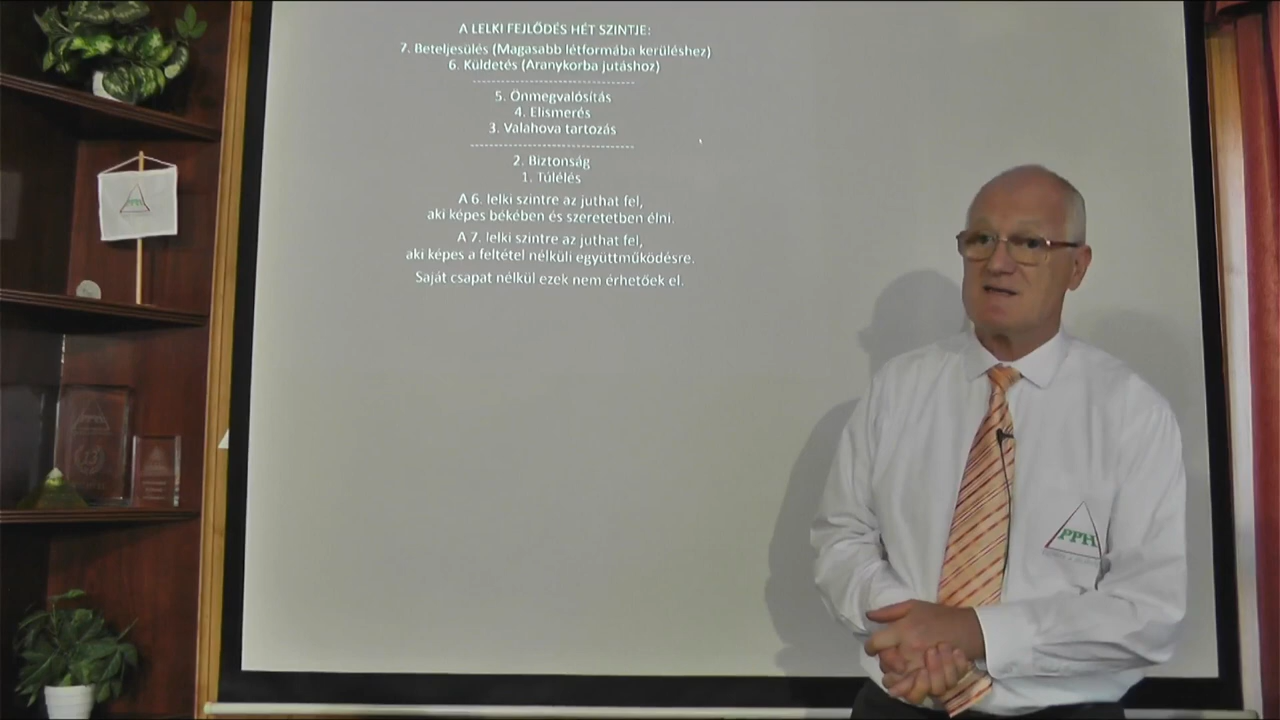 A LELKI FEJLŐDÉS HÉT SZINTJE:
7. Beteljesülés (Magasabb létformába kerüléshez)
6. Küldetés (Aranykorba jutáshoz)
5. Önmegvalósítás
4. Elismerés
3. Valahova tartozás
2. Biztonság
1. Túlélés
A 6. lelki szintre az juthat fel,
aki képes békében és szeretetben élni.
A 7. lelki szintre az juthat fel,
aki képes a feltétel nélküli együttműködésre.
Saját csapat nélkül ezek nem érhetőek el.
PPH
PPH
13